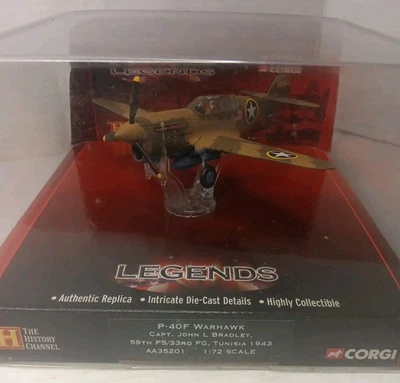 LEGENDS
LEGENDS
• Authentic Replica • Intricate Die-Cast Details • Highly Collectible
H THE HISTORY CHANNEL
P-40F WARHAWK
CAPT. JOHN L BRADLEY,
59TH FS/33RD FG, TUNISIA 1943
AA35201 1:72 SCALE
CORGI